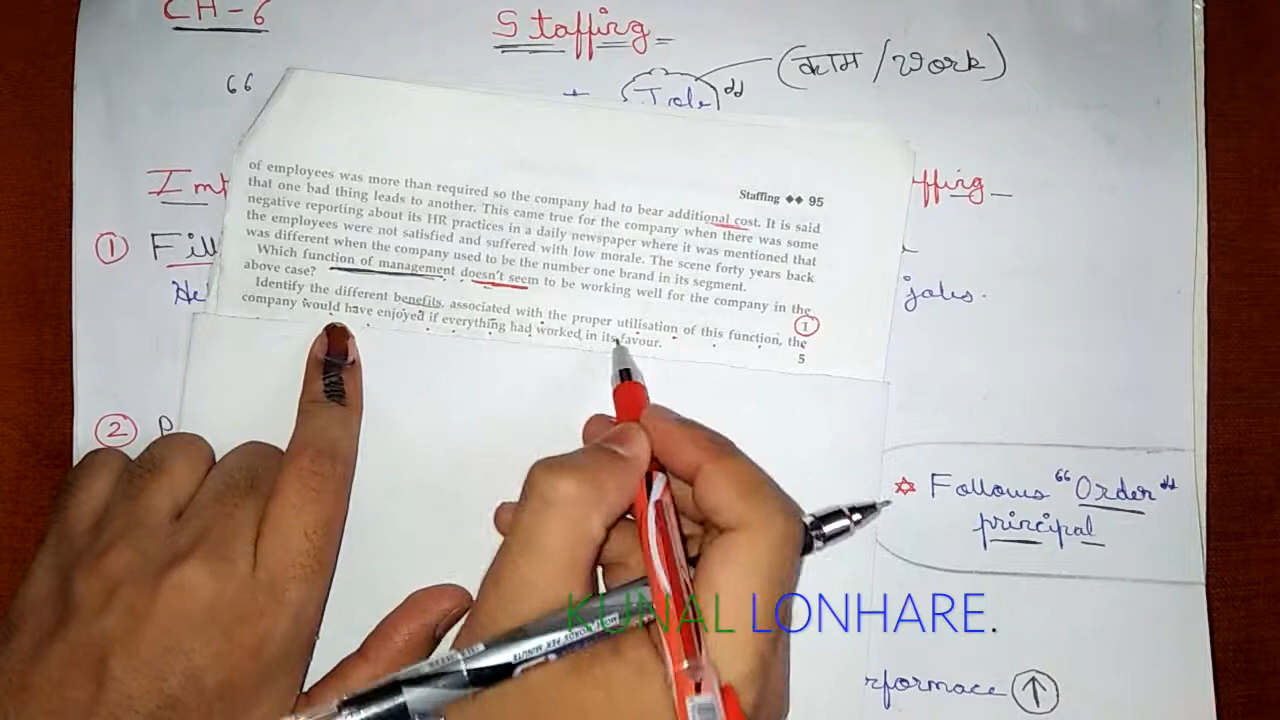 CH-6
Staffing
(काम / work)
“
Role”
Staffing ◆◆ 95
of employees was more than required so the company had to bear additional cost. It is said
that one bad thing leads to another. This came true for the company when there was some
negative reporting about its HR practices in a daily newspaper where it was mentioned that
the employees were not satisfied and suffered with low morale. The scene forty years back
was different when the company used to be the number one brand in its segment.
Which function of management doesn't seem to be working well for the company in the
above case?
1
Identify the different benefits, associated with the proper utilisation of this function, the
company would have enjoyed if everything had worked in its favour.
5
Imp
ffing
1 Fill
He
jobs.
2 P
Follows “Order”
principal
KUNAL LONHARE.
rformace ↑